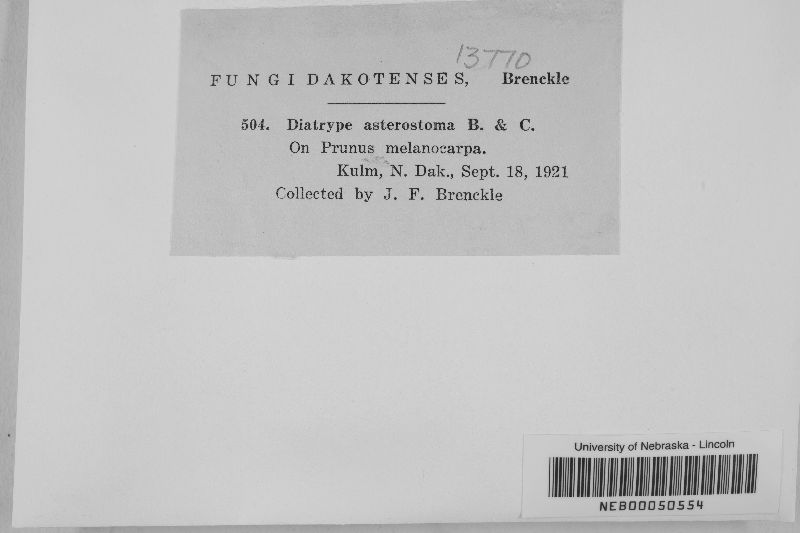 13770
FUNGI DAKOTENSES, Brenckle
504. Diatrype asterostoma B. & C.
On Prunus melanocarpa.
Kulm, N. Dak., Sept. 18, 1921
Collected by J. F. Brenckle
University of Nebraska - Lincoln
NEB00050554